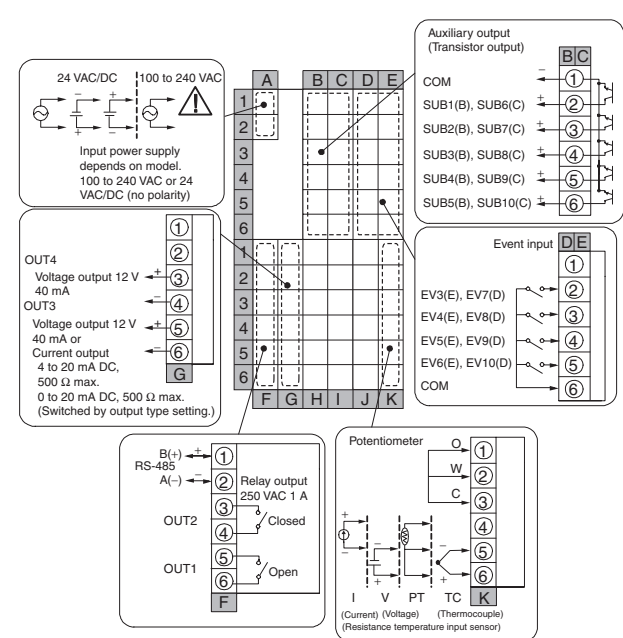 Auxiliary output
(Transistor output)
B C
COM
−
1
SUB1(B), SUB6(C)
+
2
SUB2(B), SUB7(C)
+
3
SUB3(B), SUB8(C)
+
4
SUB4(B), SUB9(C)
+
5
SUB5(B), SUB10(C)
+
6
24 VAC/DC
100 to 240 VAC
− +
+ −
Input power supply
depends on model.
100 to 240 VAC or 24
VAC/DC (no polarity)
A B C D E
1
2
3
4
5
6
1
2
3
4
5
6
F G H I J K
1
2
OUT4
Voltage output 12 V
40 mA
+
3
−
4
OUT3
Voltage output 12 V
40 mA or
Current output
4 to 20 mA DC,
500 Ω max.
0 to 20 mA DC, 500 Ω max.
(Switched by output type setting.)
+
5
−
6
G
Event input
D E
1
EV3(E), EV7(D)
2
EV4(E), EV8(D)
3
EV5(E), EV9(D)
4
EV6(E), EV10(D)
5
COM
6
B(+)
+
1
RS-485
A(−)
−
2
Relay output
250 VAC 1 A
3
OUT2
Closed
4
5
OUT1
Open
6
F
Potentiometer
O
1
W
2
C
3
4
5
6
+
−
−
+
−
+
I V PT TC
K
(Current) (Voltage) (Thermocouple)
(Resistance temperature input sensor)